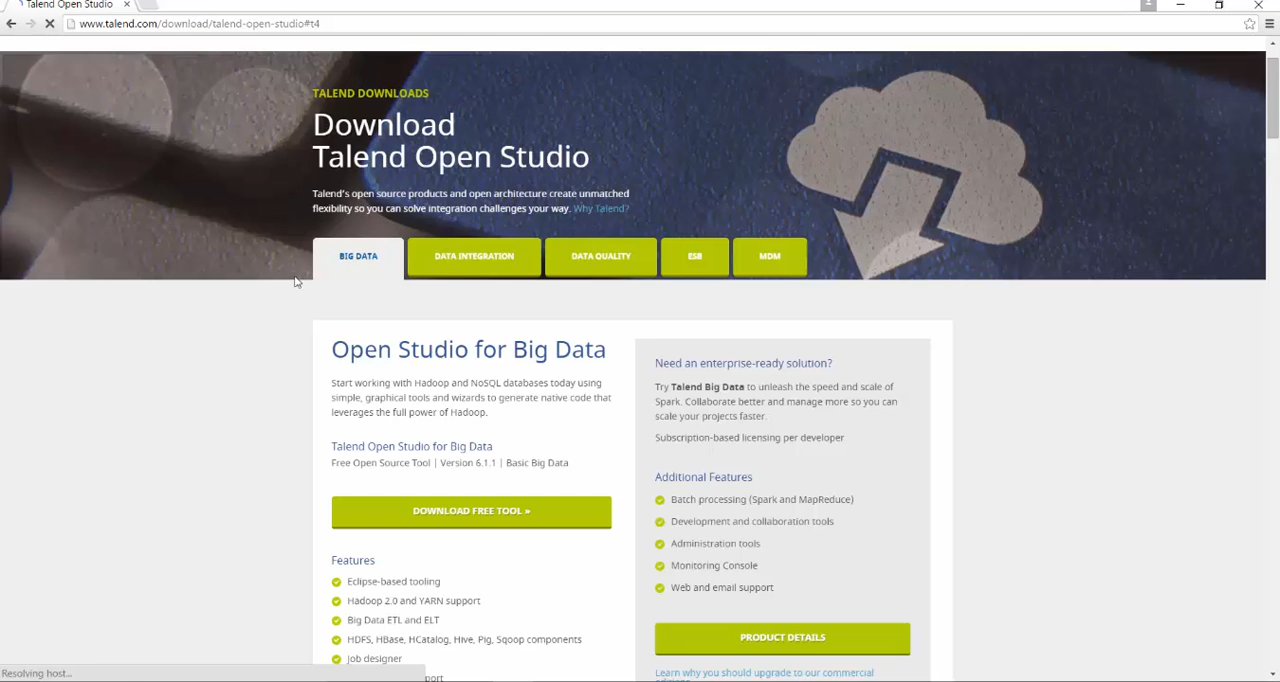 Talend Open Studio
www.talend.com/download/talend-open-studio#t4
TALEND DOWNLOADS
Download
Talend Open Studio
Talend's open source products and open architecture create unmatched
flexibility so you can solve integration challenges your way. Why Talend?
BIG DATA
DATA INTEGRATION
DATA QUALITY
ESB
MDM
Open Studio for Big Data
Start working with Hadoop and NoSQL databases today using
simple, graphical tools and wizards to generate native code that
leverages the full power of Hadoop.
Talend Open Studio for Big Data
Free Open Source Tool | Version 6.1.1 | Basic Big Data
DOWNLOAD FREE TOOL »
Features
Eclipse-based tooling
Hadoop 2.0 and YARN support
Big Data ETL and ELT
HDFS, HBase, HCatalog, Hive, Pig, Sqoop components
Job designer
Need an enterprise-ready solution?
Try Talend Big Data to unleash the speed and scale of
Spark. Collaborate better and manage more so you can
scale your projects faster.
Subscription-based licensing per developer
Additional Features
Batch processing (Spark and MapReduce)
Development and collaboration tools
Administration tools
Monitoring Console
Web and email support
PRODUCT DETAILS
Learn why you should upgrade to our commercial
Resolving host...